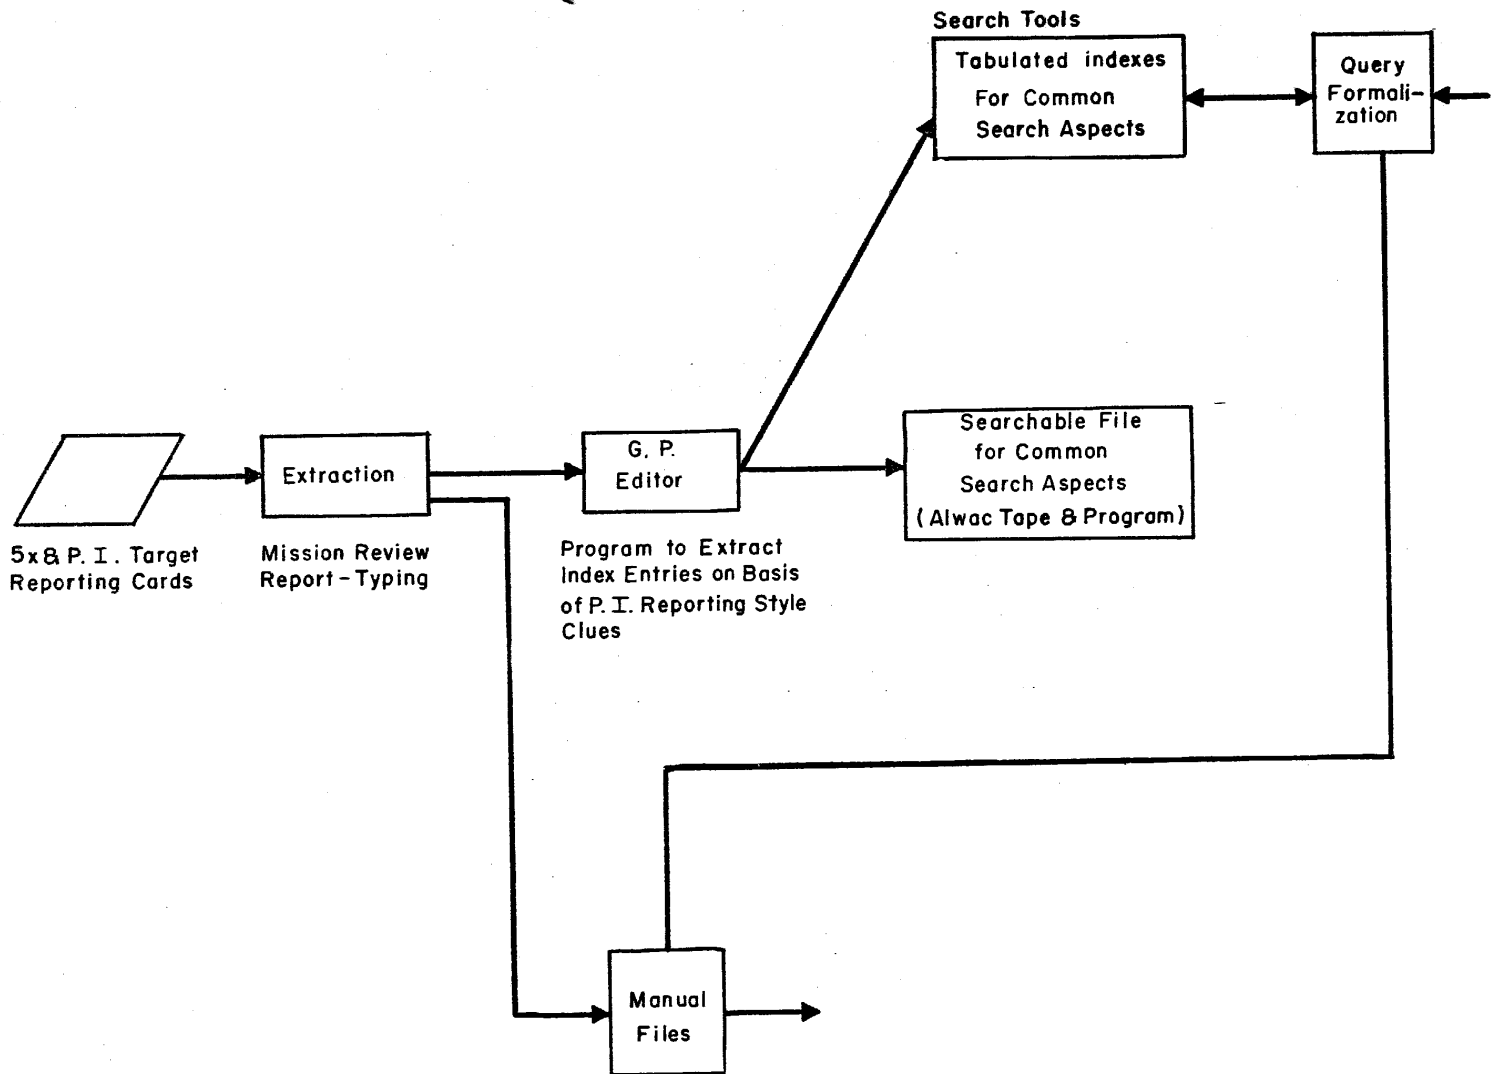 Search Tools
Tabulated indexes
For Common
Search Aspects
Query
Formali-
zation
Searchable File
for Common
Search Aspects
(Alwac Tape & Program)
G. P.
Editor
Extraction
5x8 P. I. Target
Reporting Cards
Mission Review
Report-Typing
Program to Extract
Index Entries on Basis
of P. I. Reporting Style
Clues
Manual
Files